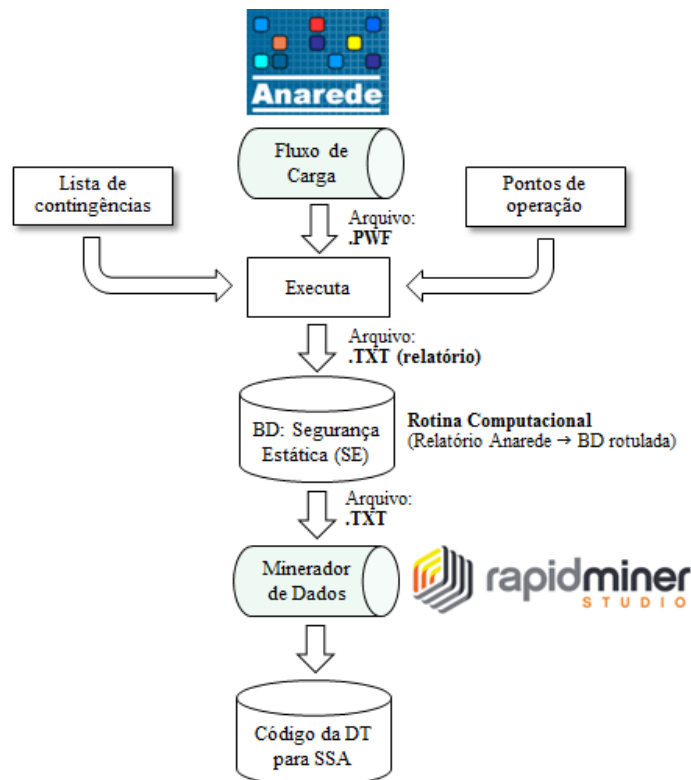 Anarede
Fluxo de
Carga
Lista de
contingências
Pontos de
operação
Arquivo:
.PWF
Executa
Arquivo:
.TXT (relatório)
BD: Segurança
Estática (SE)
Rotina Computacional
(Relatório Anarede → BD rotulada)
Arquivo:
.TXT
Minerador
de Dados
rapidminer
STUDIO
Código da DT
para SSA